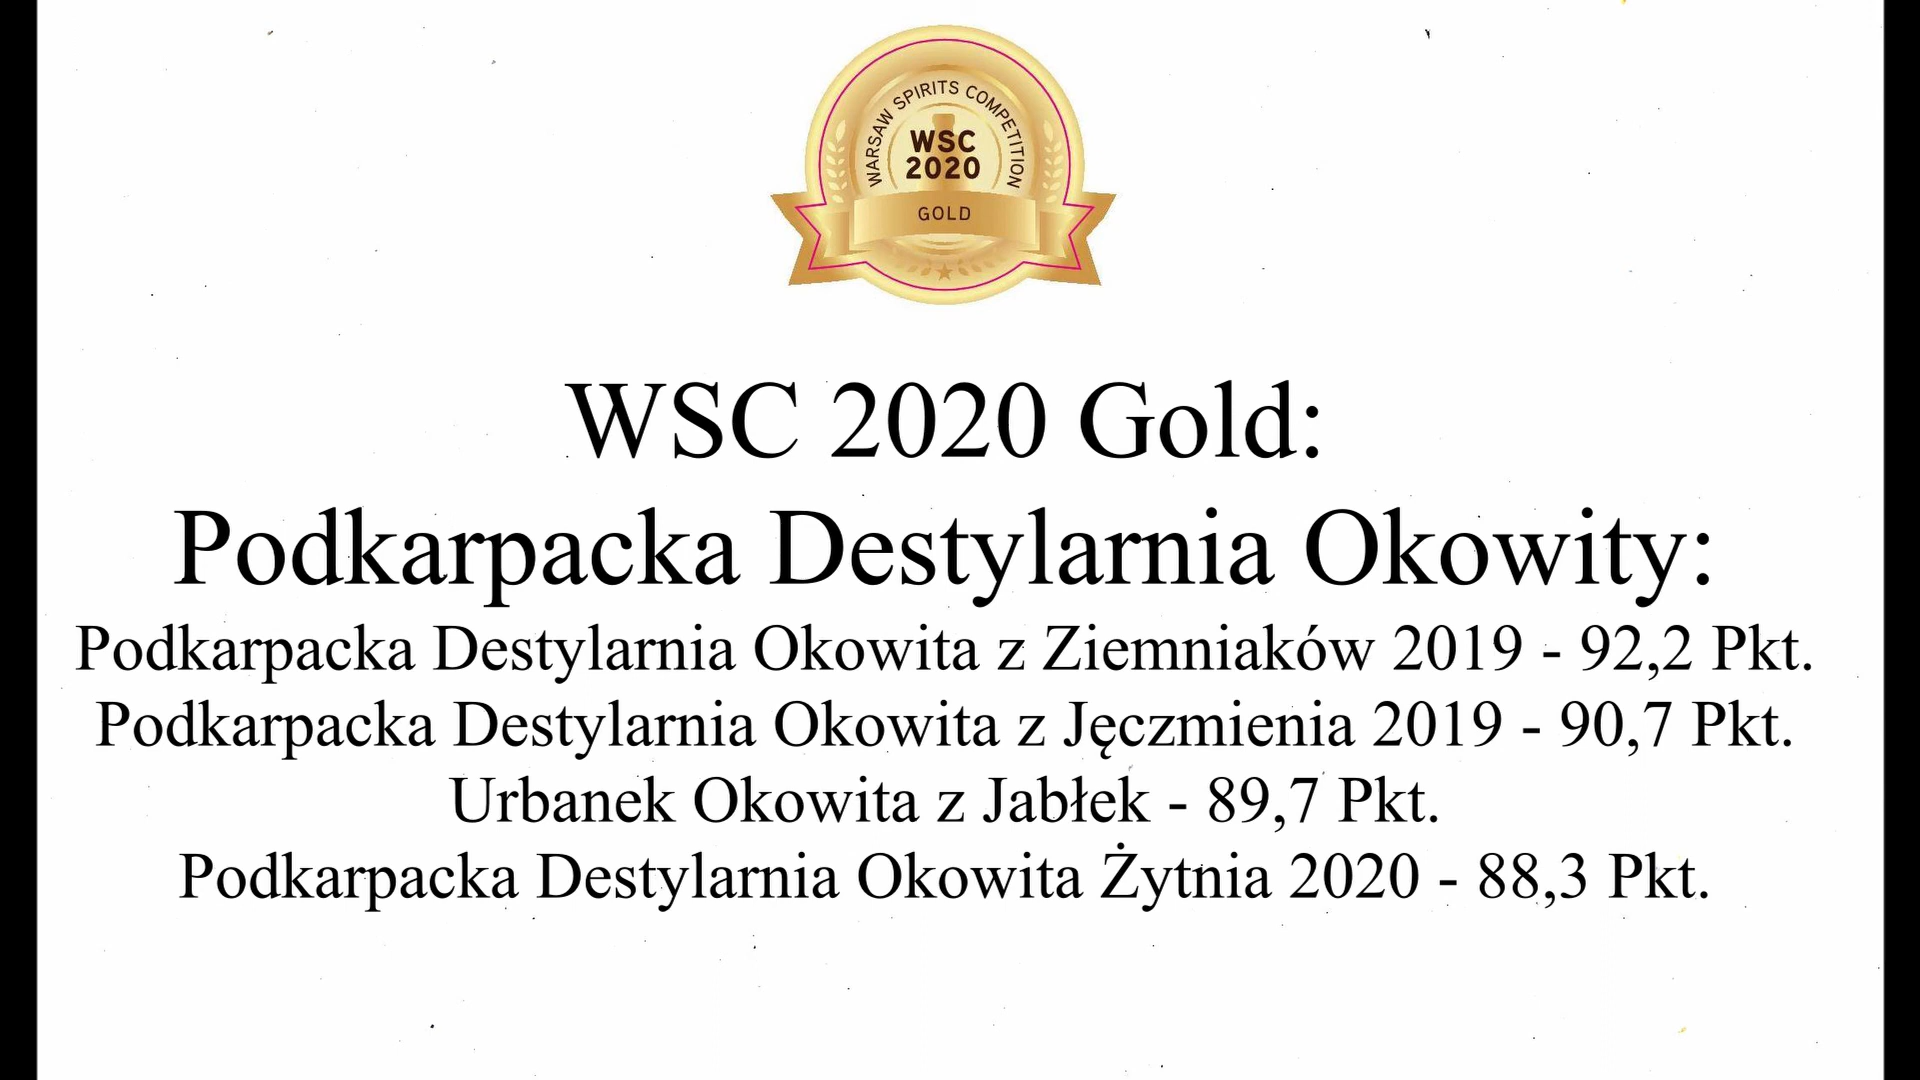 WARSAW SPIRITS COMPETITION
WSC
2020
GOLD
WSC 2020 Gold:
Podkarpacka Destylarnia Okowity:
Podkarpacka Destylarnia Okowita z Ziemniaków 2019 - 92,2 Pkt.
Podkarpacka Destylarnia Okowita z Jęczmienia 2019 - 90,7 Pkt.
Urbanek Okowita z Jabłek - 89,7 Pkt.
Podkarpacka Destylarnia Okowita Żytnia 2020 - 88,3 Pkt.